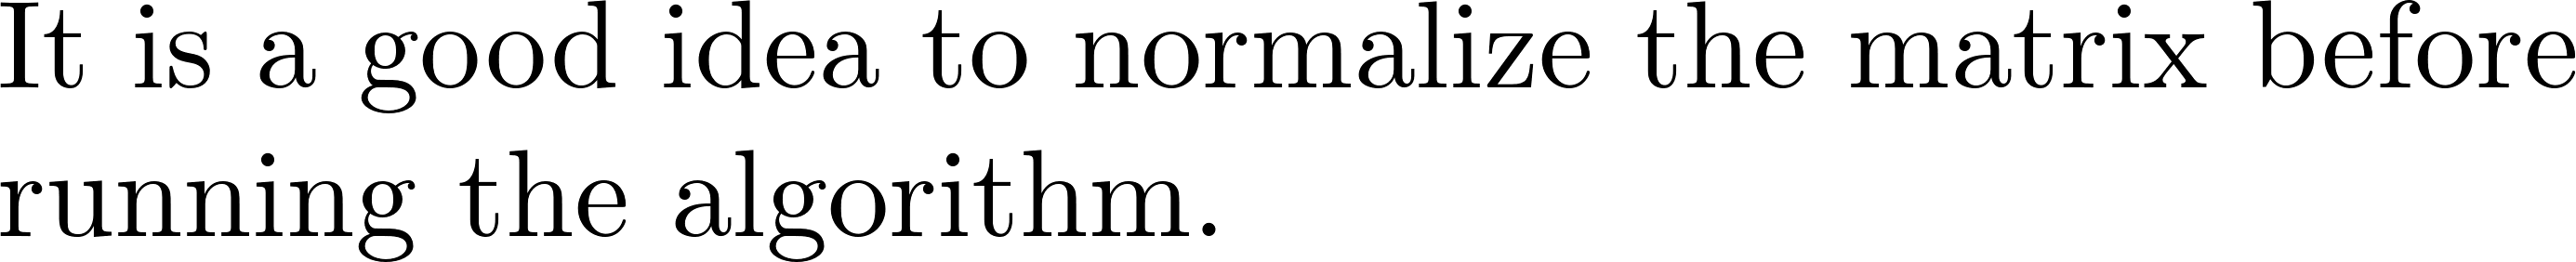 It is a good idea to normalize the matrix before
running the algorithm.